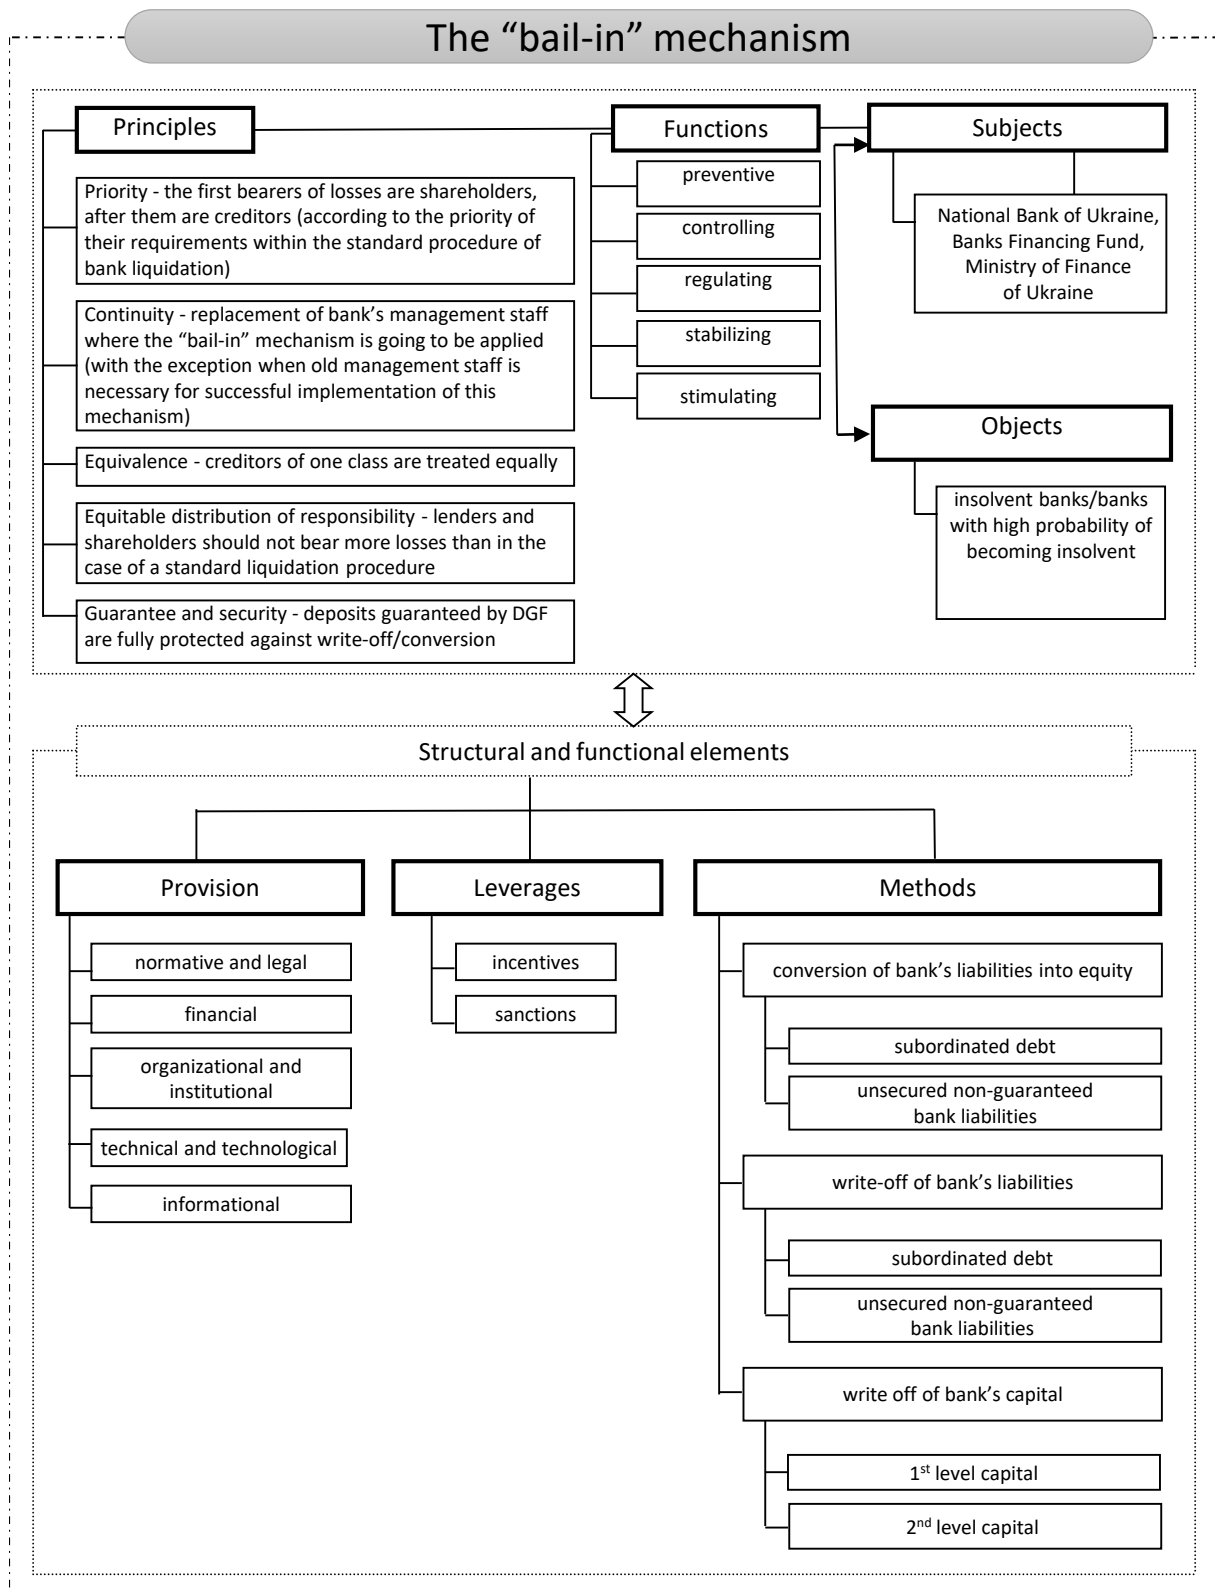 The “bail-in” mechanism
Principles
Priority - the first bearers of losses are shareholders,
after them are creditors (according to the priority of
their requirements within the standard procedure of
bank liquidation)
Continuity - replacement of bank’s management staff
where the “bail-in” mechanism is going to be applied
(with the exception when old management staff is
necessary for successful implementation of this
mechanism)
Equivalence - creditors of one class are treated equally
Equitable distribution of responsibility - lenders and
shareholders should not bear more losses than in the
case of a standard liquidation procedure
Guarantee and security - deposits guaranteed by DGF
are fully protected against write-off/conversion
Functions
preventive
controlling
regulating
stabilizing
stimulating
Subjects
National Bank of Ukraine,
Banks Financing Fund,
Ministry of Finance
of Ukraine
Objects
insolvent banks/banks
with high probability of
becoming insolvent
Structural and functional elements
Provision
normative and legal
financial
organizational and
institutional
technical and technological
informational
Leverages
incentives
sanctions
Methods
conversion of bank’s liabilities into equity
subordinated debt
unsecured non-guaranteed
bank liabilities
write-off of bank’s liabilities
subordinated debt
unsecured non-guaranteed
bank liabilities
write off of bank’s capital
1st level capital
2nd level capital